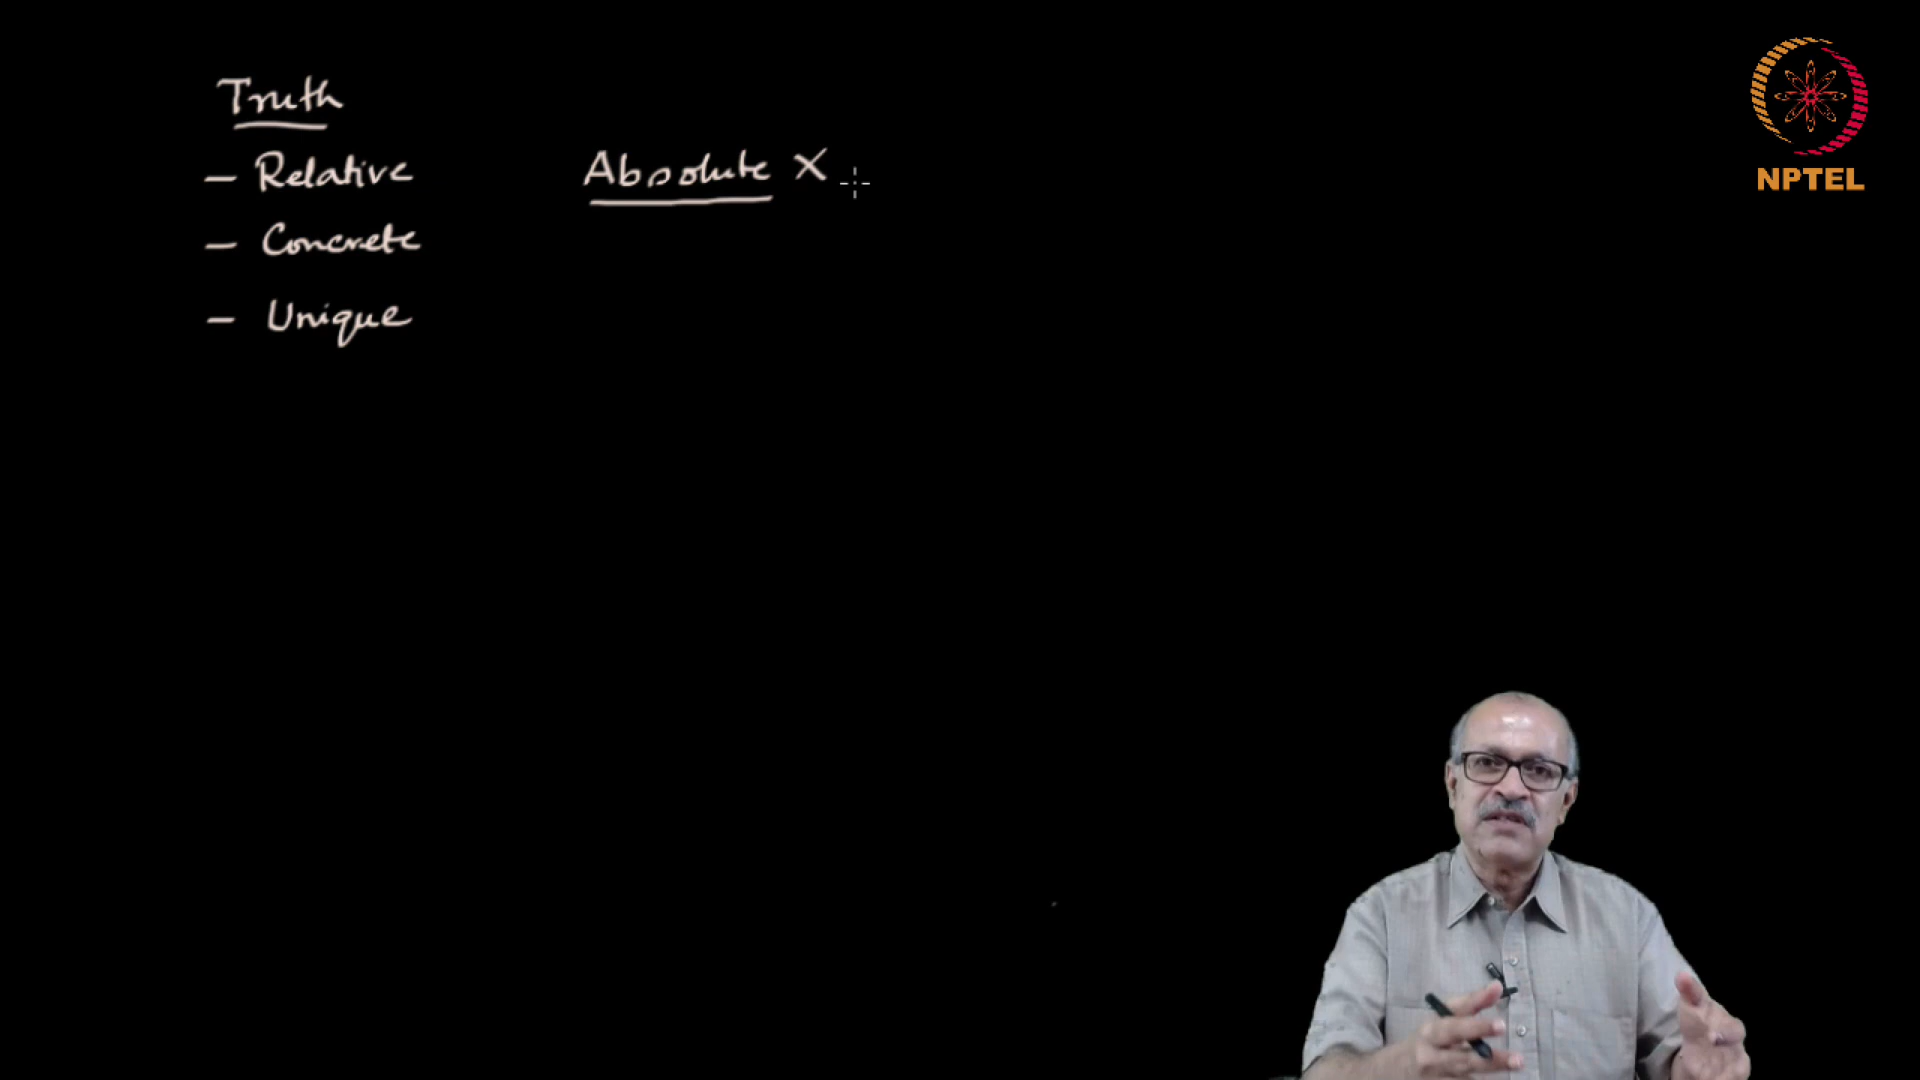 Truth
– Relative Absolute X
– Concrete
– Unique
NPTEL